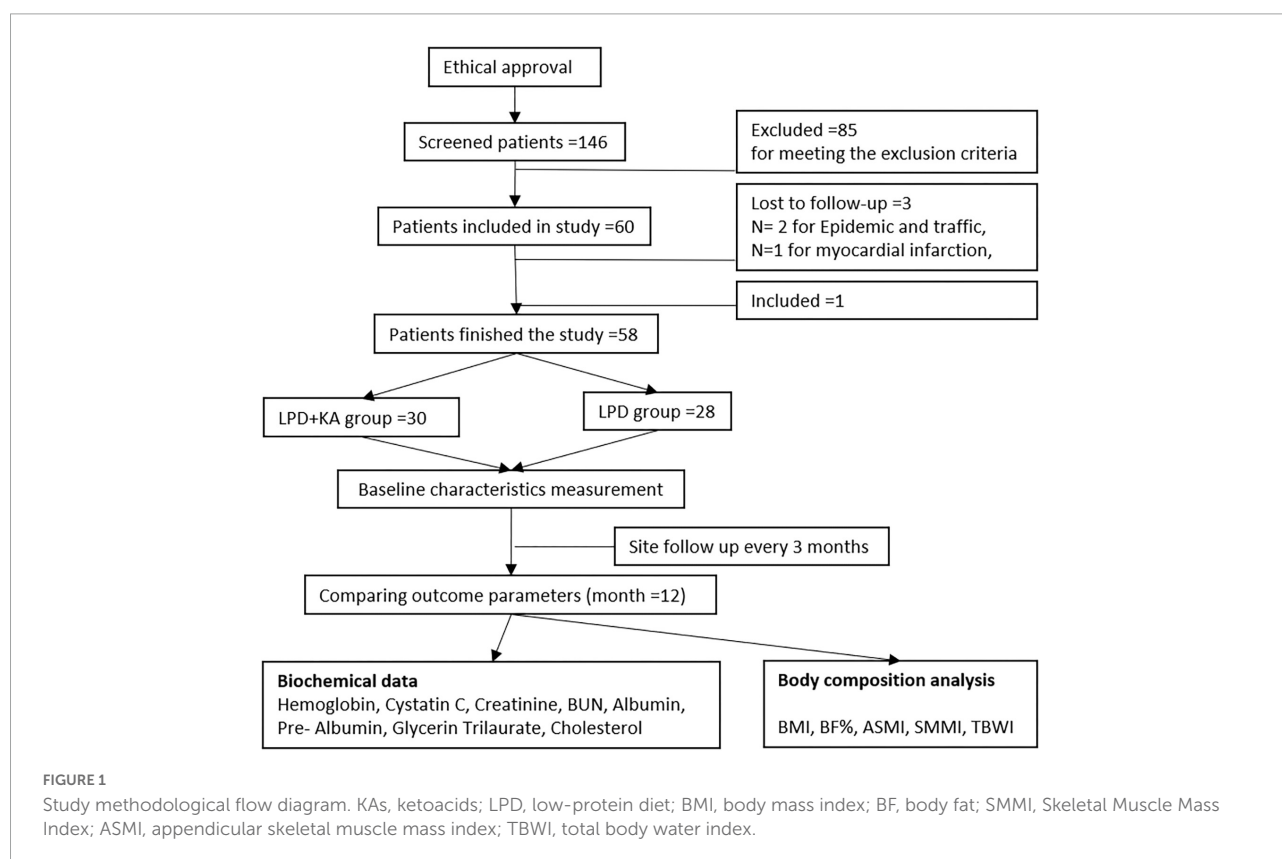 Ethical approval
Screened patients =146
Excluded =85
for meeting the exclusion criteria
Patients included in study =60
Lost to follow-up =3
N= 2 for Epidemic and traffic,
N=1 for myocardial infarction,
Included =1
Patients finished the study =58
LPD+KA group =30
LPD group =28
Baseline characteristics measurement
Site follow up every 3 months
Comparing outcome parameters (month =12)
Biochemical data
Hemoglobin, Cystatin C, Creatinine, BUN, Albumin,
Pre- Albumin, Glycerin Trilaurate, Cholesterol
Body composition analysis
BMI, BF%, ASMI, SMMI, TBWI
FIGURE 1
Study methodological flow diagram. KAs, ketoacids; LPD, low-protein diet; BMI, body mass index; BF, body fat; SMMI, Skeletal Muscle Mass
Index; ASMI, appendicular skeletal muscle mass index; TBWI, total body water index.